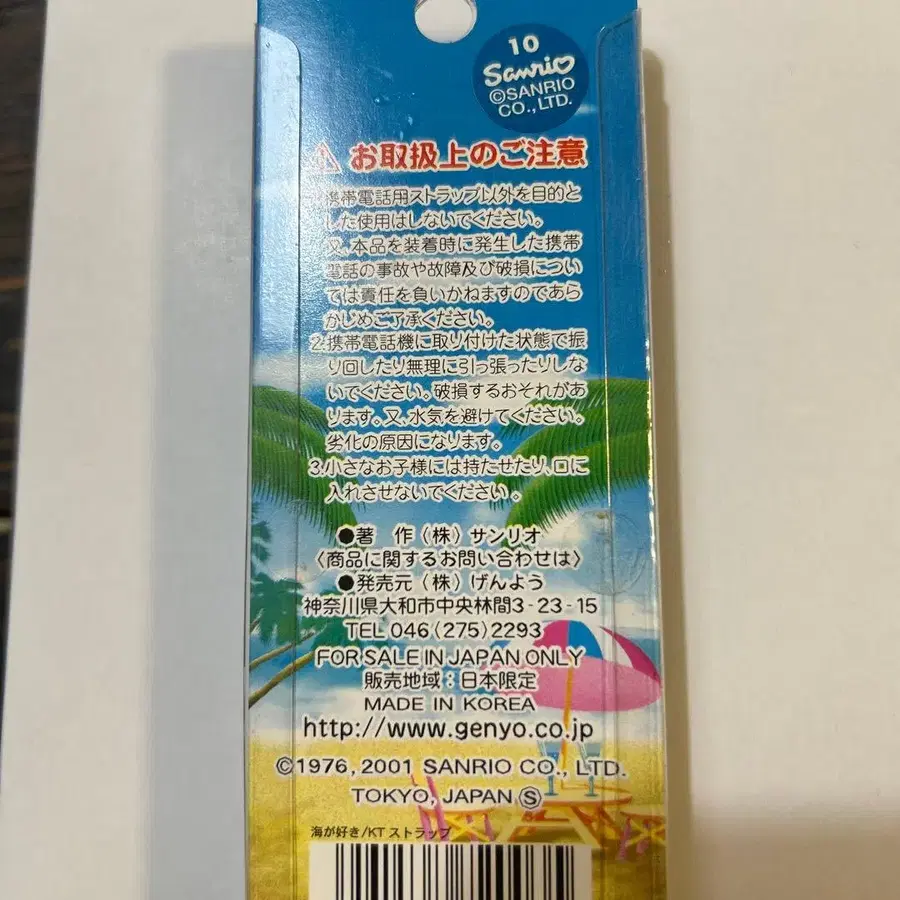 10
Sanrio
©SANRIO
CO.,LTD.
⚠ お取扱上のご注意
携帯電話用ストラップ以外を目的と
した使用はしないでください。
又、本品を装着時に発生した携帯
電話の事故や故障及び破損につい
ては責任を負いかねますのであら
かじめご了承ください。
2.携帯電話機に取り付けた状態で振
り回したり無理に引っ張ったりしな
いでください。破損するおそれがあ
ります。又、水気を避けてください。
劣化の原因になります。
3.小さなお子様には持たせたり、口に
入れさせないでください。
●著 作(株)サンリオ
〈商品に関するお問い合わせは〉
●発売元(株)げんよう
神奈川県大和市中央林間3-23-15
TEL 046(275)2293
FOR SALE IN JAPAN ONLY
販売地域:日本限定
MADE IN KOREA
http://www.genyo.co.jp
©1976, 2001 SANRIO CO., LTD.
TOKYO, JAPAN Ⓢ
海が好き/KT ストラップ